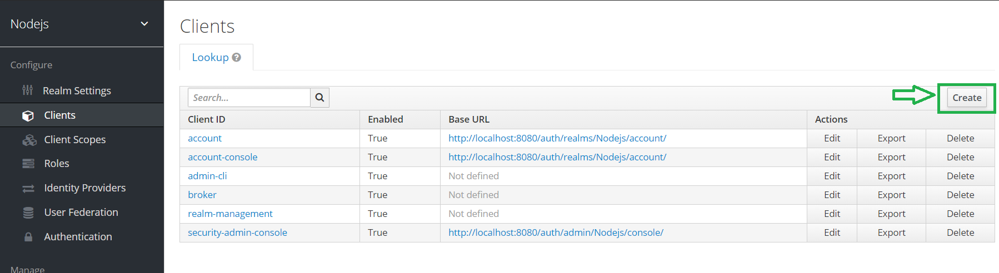 Nodejs
Configure
Realm Settings
Clients
Client Scopes
Roles
Identity Providers
User Federation
Authentication
Manage
Clients
Lookup ?
Search...
Create
Client ID Enabled Base URL Actions
account True http://localhost:8080/auth/realms/Nodejs/account/ Edit Export Delete
account-console True http://localhost:8080/auth/realms/Nodejs/account/ Edit Export Delete
admin-cli True Not defined Edit Export Delete
broker True Not defined Edit Export Delete
realm-management True Not defined Edit Export Delete
security-admin-console True http://localhost:8080/auth/admin/Nodejs/console/ Edit Export Delete